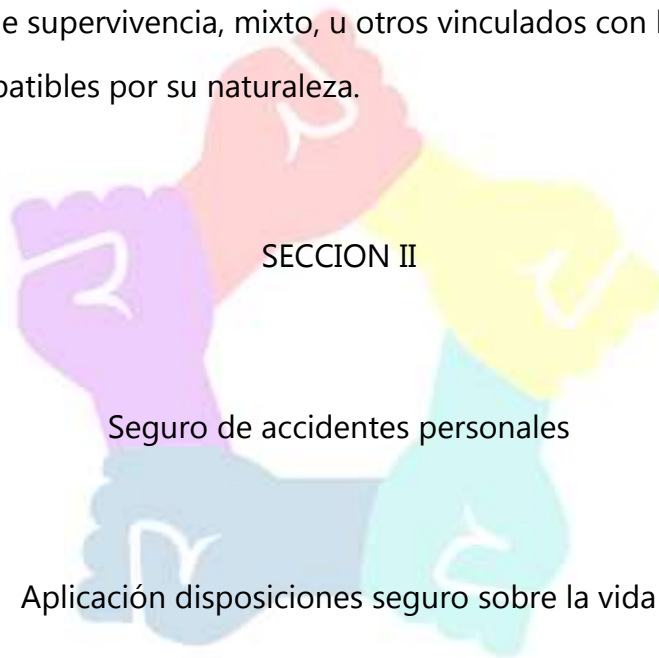 e supervivencia, mixto, u otros vinculados con
patibles por su naturaleza.
SECCION II
Seguro de accidentes personales
Aplicación disposiciones seguro sobre la vida